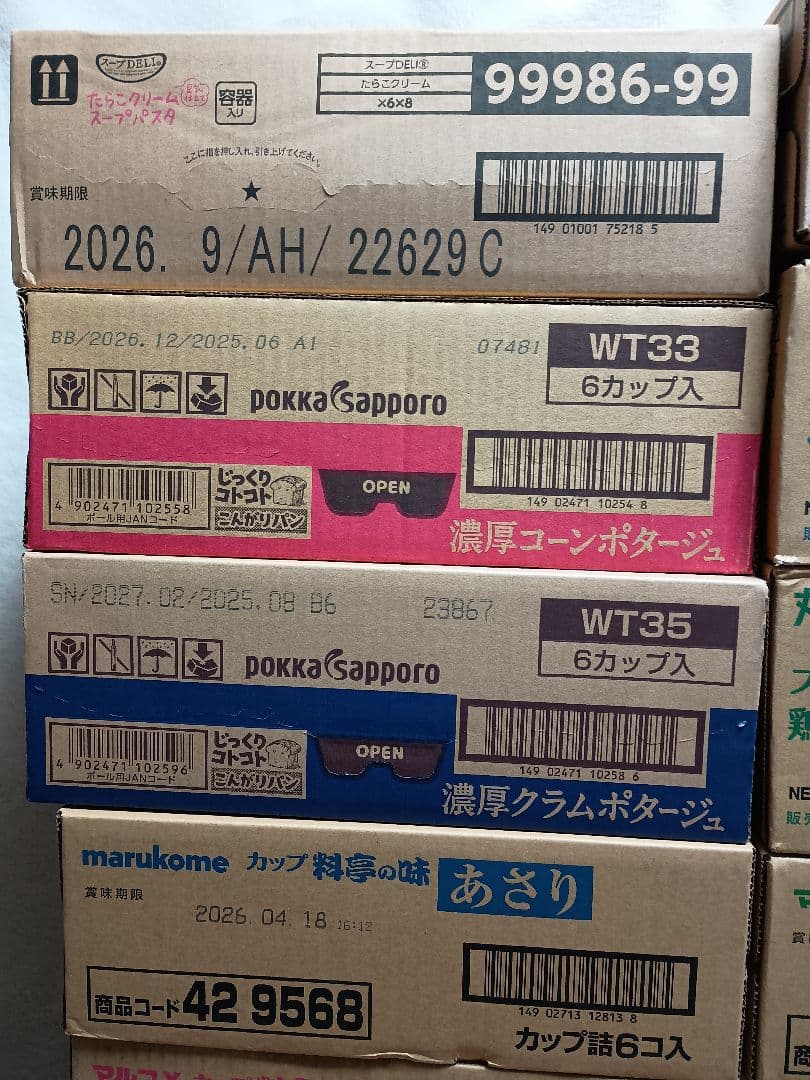 スープDELI®
たらこクリーム
スープパスタ
容器
入り
スープDELI®
たらこクリーム
×6×8
99986-99
ここに指を押し入れ、引き上げてください。
★
賞味期限
149 01001 75218 5
2026. 9/AH/ 22629 C
BB/2026. 12/2025.06 A1
07481
WT33
6カップ入
pokka sapporo
4 902471 102558
ボール用JANコード
じっくり
コトコト
こんがりパン
OPEN
149 02471 10254 8
濃厚コーンポタージュ
SN/2027. 02/2025.08 B6
23867
WT35
6カップ入
pokka sapporo
4 902471 102596
ボール用JANコード
じっくり
コトコト
こんがりパン
OPEN
149 02471 10258 6
濃厚クラムポタージュ
marukome カップ 料亭の味 あさり
賞味期限
2026. 04. 18 16:12
商品コード 42 9568
149 02713 12813 8
カップ詰6コ入